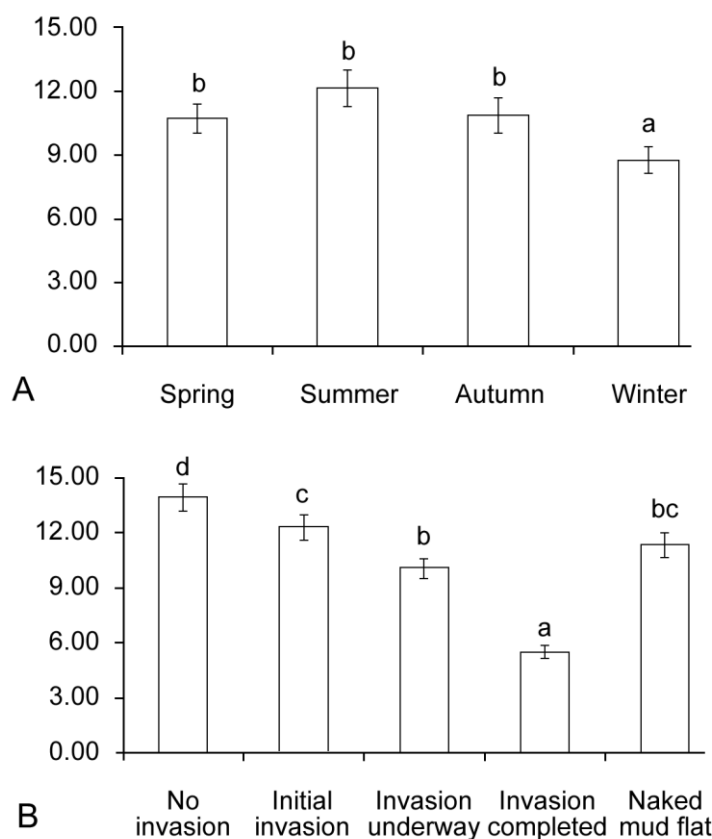 15.00
12.00
9.00
6.00
3.00
0.00
b
b
b
a
Spring Summer Autumn Winter
A
15.00
12.00
9.00
6.00
3.00
0.00
d
c
b
a
bc
No Initial Invasion Invasion Naked
invasion invasion underway completed mud flat
B